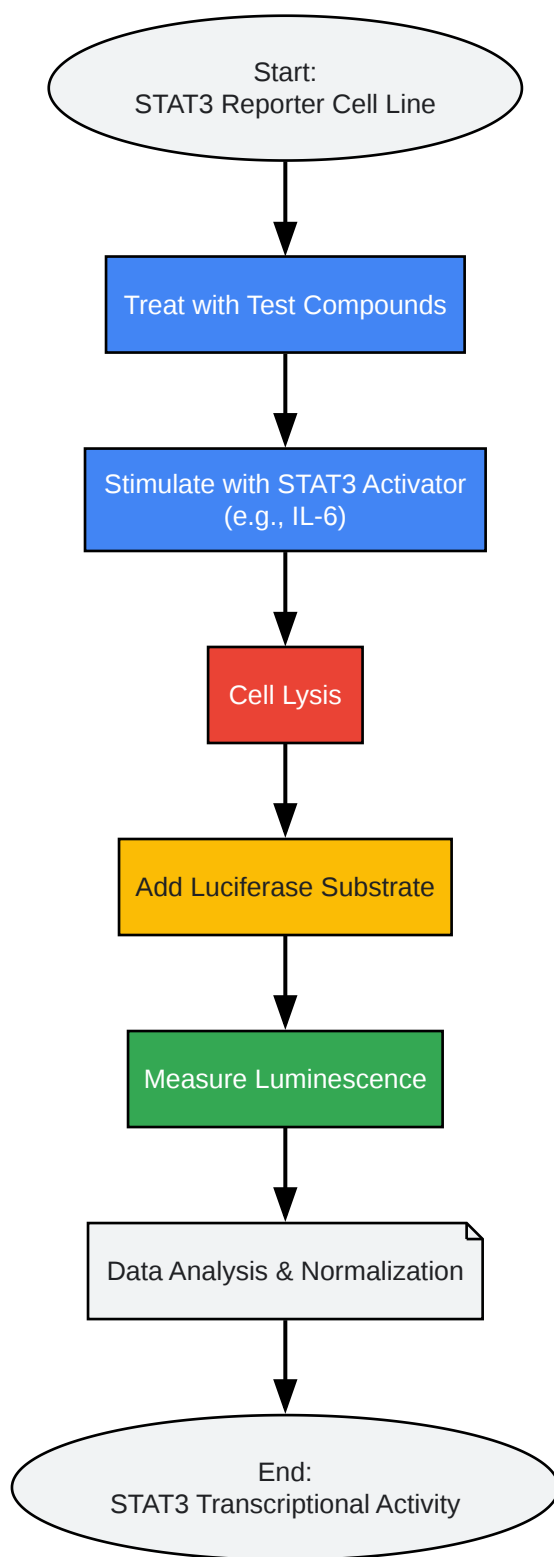 Start:
STAT3 Reporter Cell Line
Treat with Test Compounds
Stimulate with STAT3 Activator
(e.g., IL-6)
Cell Lysis
Add Luciferase Substrate
Measure Luminescence
Data Analysis & Normalization
End:
STAT3 Transcriptional Activity